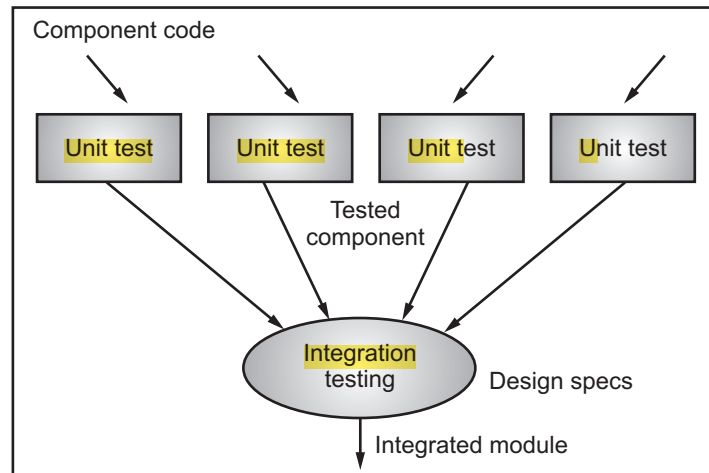 Component code
Unit test
Unit test
Unit test
Unit test
Tested
component
Integration
testing
Design specs
Integrated module